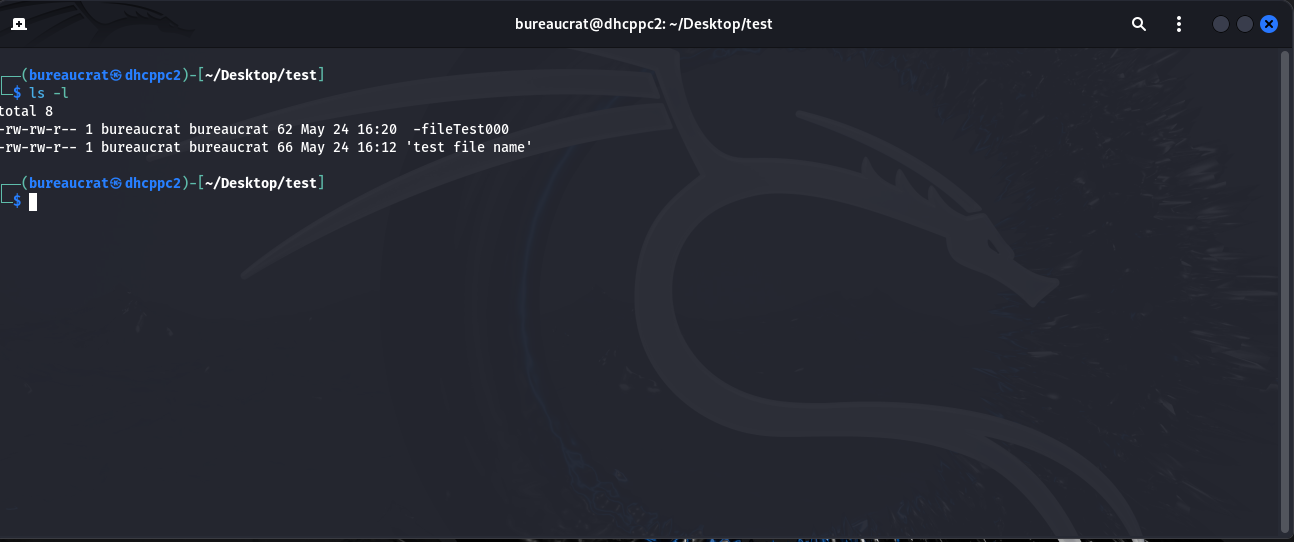 bureaucrat@dhcppc2: ~/Desktop/test
┌──(bureaucrat㉿dhcppc2)-[~/Desktop/test]
└─$ ls -l
total 8
-rw-rw-r-- 1 bureaucrat bureaucrat 62 May 24 16:20  -fileTest000
-rw-rw-r-- 1 bureaucrat bureaucrat 66 May 24 16:12 'test file name'
┌──(bureaucrat㉿dhcppc2)-[~/Desktop/test]
└─$